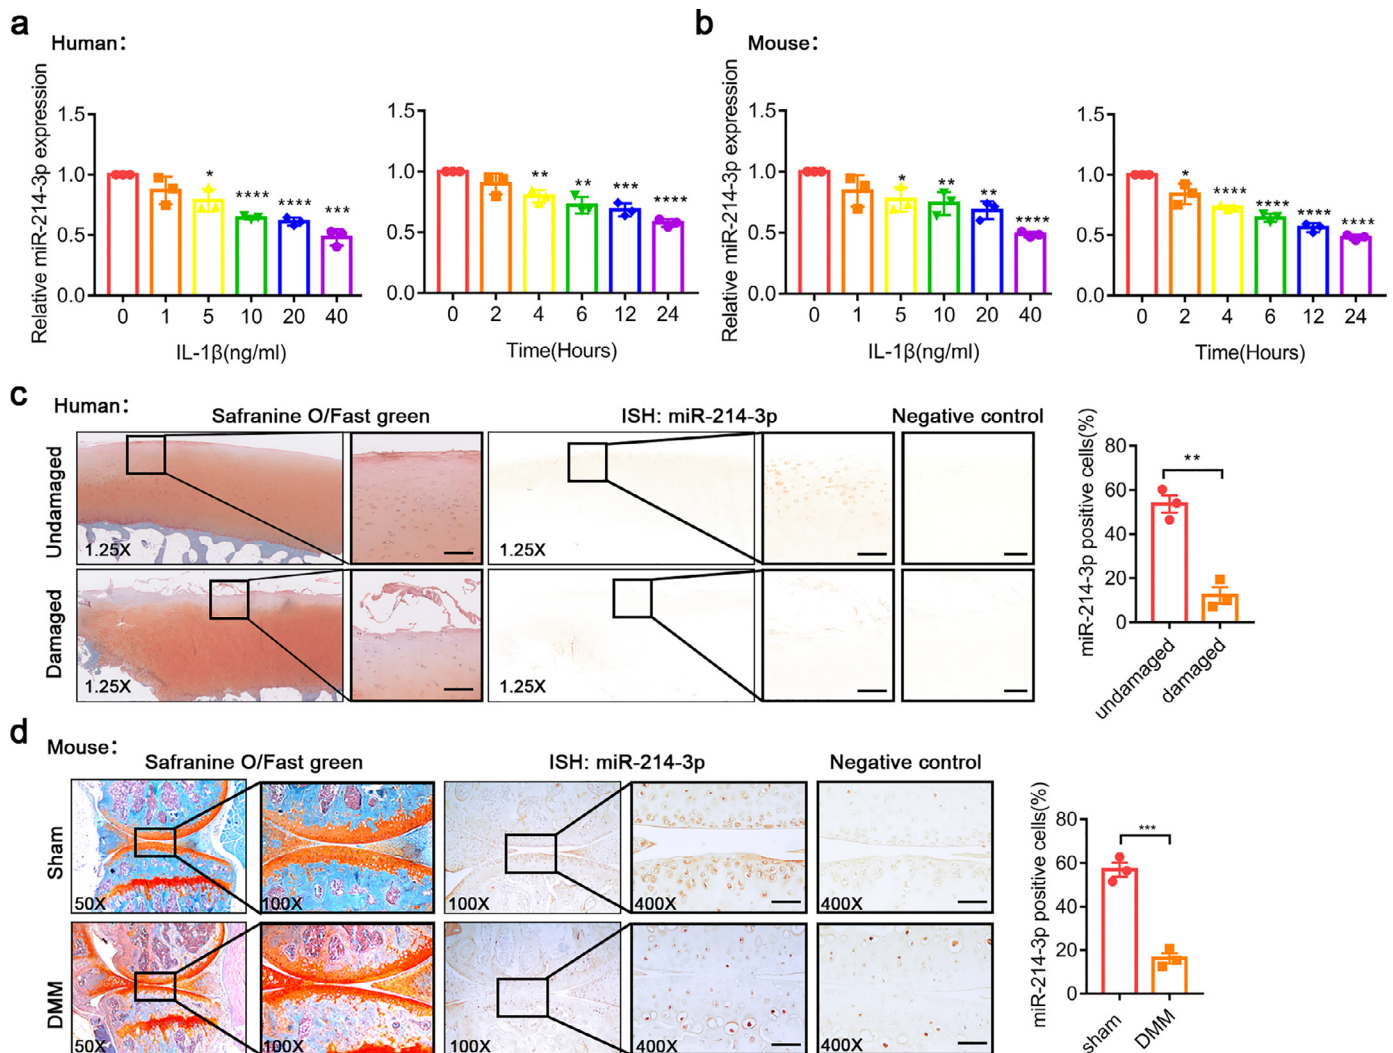 a
Human:
b
Mouse:
Relative miR-214-3p expression
1.5
1.0
0.5
0.0
*
****
****
***
0 1 5 10 20 40
IL-1β(ng/ml)
1.5
1.0
0.5
0.0
**
**
***
****
0 2 4 6 12 24
Time(Hours)
Relative miR-214-3p expression
1.5
1.0
0.5
0.0
*
**
**
****
0 1 5 10 20 40
IL-1β(ng/ml)
1.5
1.0
0.5
0.0
*
****
****
****
****
0 2 4 6 12 24
Time(Hours)
c
Human:
Safranine O/Fast green
ISH: miR-214-3p
Negative control
Undamaged
1.25X
1.25X
Damaged
1.25X
1.25X
miR-214-3p positive cells(%)
80
60
40
20
0
**
undamaged
damaged
d
Mouse:
Safranine O/Fast green
ISH: miR-214-3p
Negative control
Sham
50X
100X
100X
400X
400X
DMM
50X
100X
100X
400X
400X
miR-214-3p positive cells(%)
80
60
40
20
0
***
sham
DMM